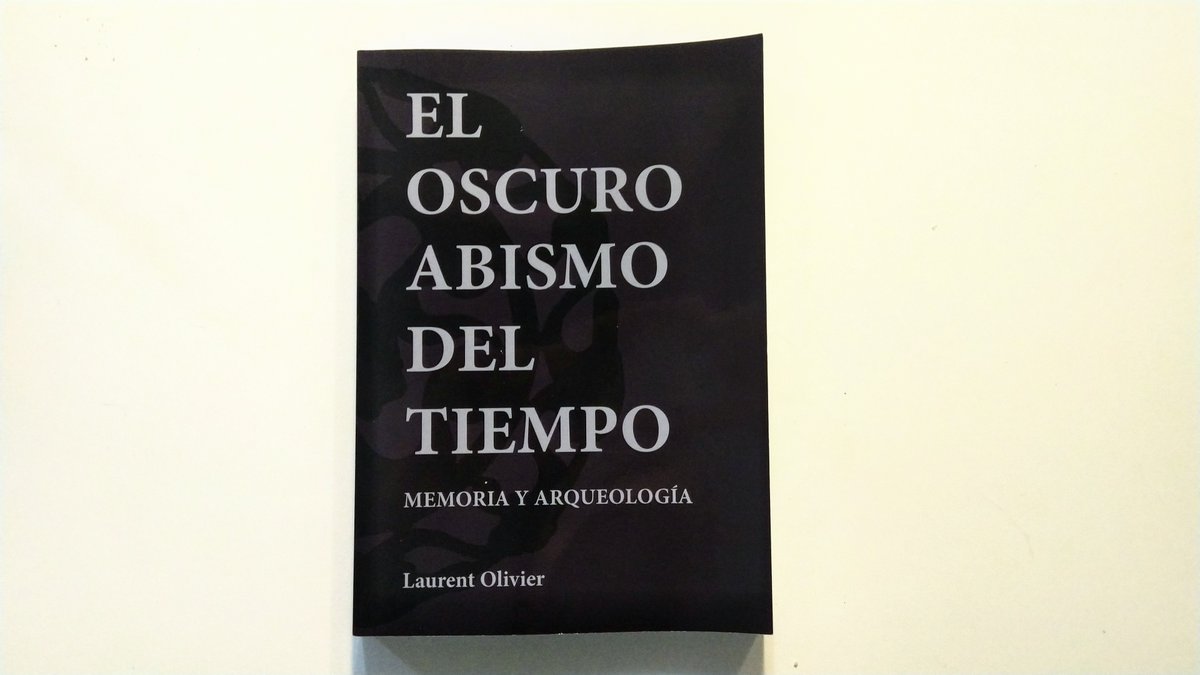 EL
OSCURO
ABISMO
DEL
TIEMPO
MEMORIA Y ARQUEOLOGÍA
Laurent Olivier